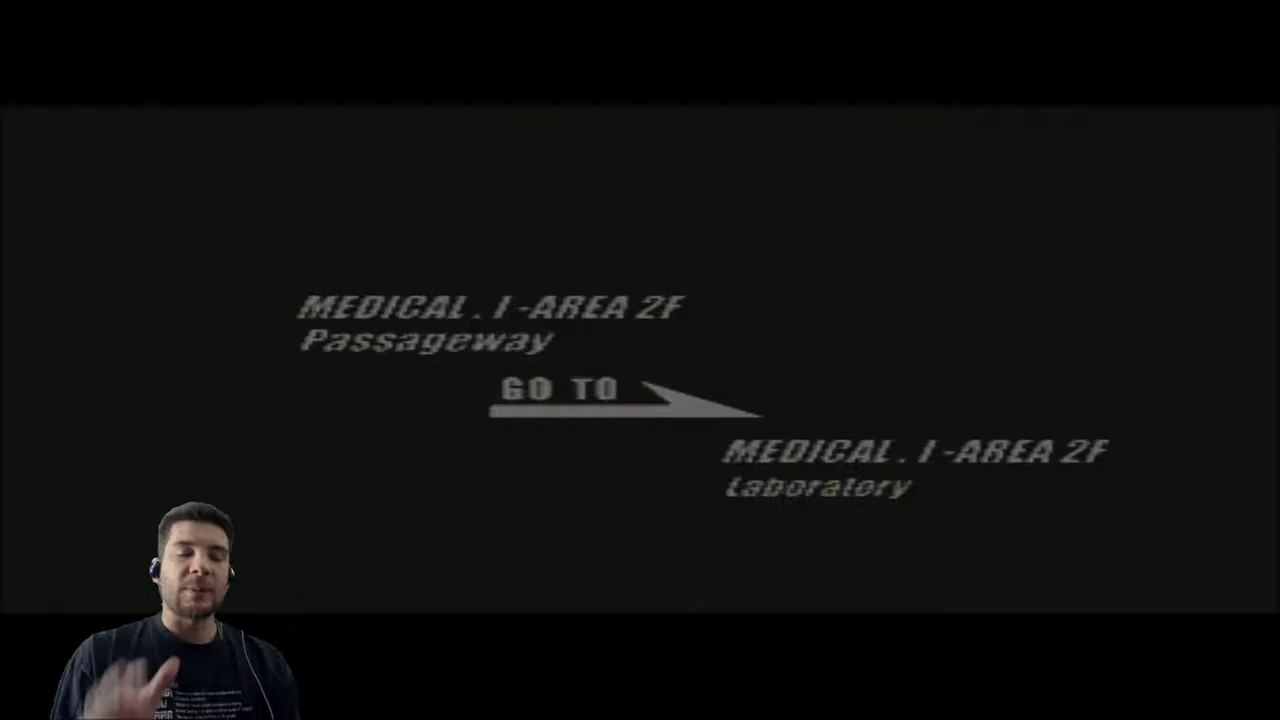 MEDICAL . I-AREA 2F
Passageway
GO TO
MEDICAL . I-AREA 2F
Laboratory